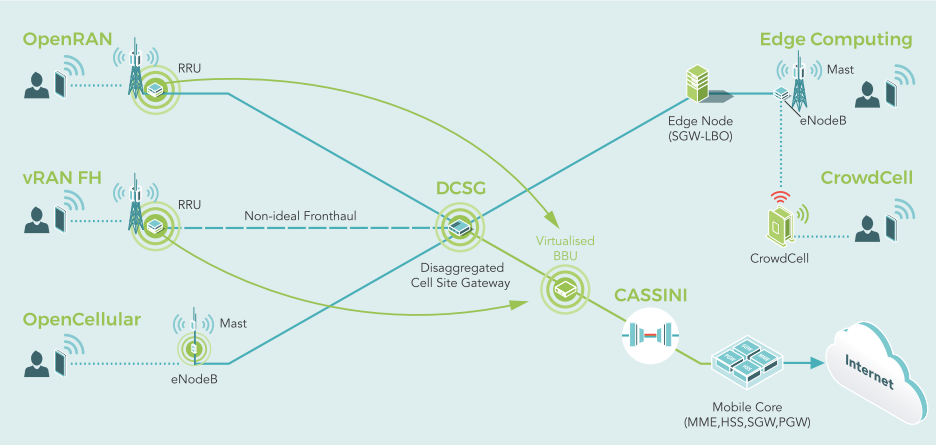 OpenRAN
RRU
Edge Computing
Mast
eNodeB
Edge Node
(SGW-LBO)
vRAN FH
RRU
Non-ideal Fronthaul
DCSG
Disaggregated
Cell Site Gateway
CrowdCell
CrowdCell
Virtualised
BBU
CASSINI
OpenCellular
Mast
eNodeB
Internet
Mobile Core
(MME,HSS,SGW,PGW)